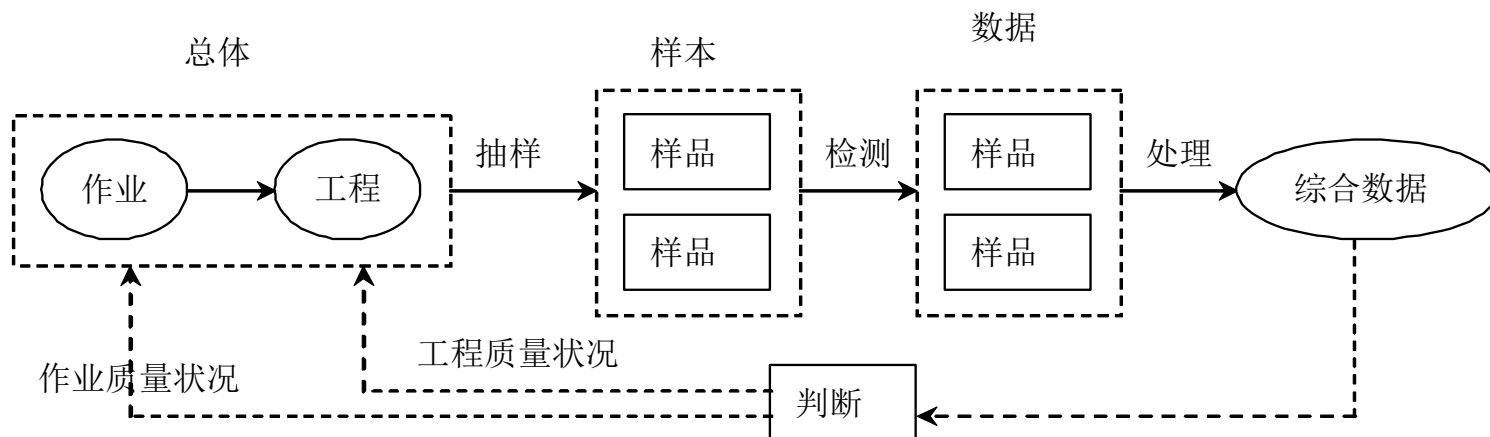 总体
样本
数据
作业
工程
抽样
样品
样品
检测
样品
样品
处理
综合数据
作业质量状况
工程质量状况
判断